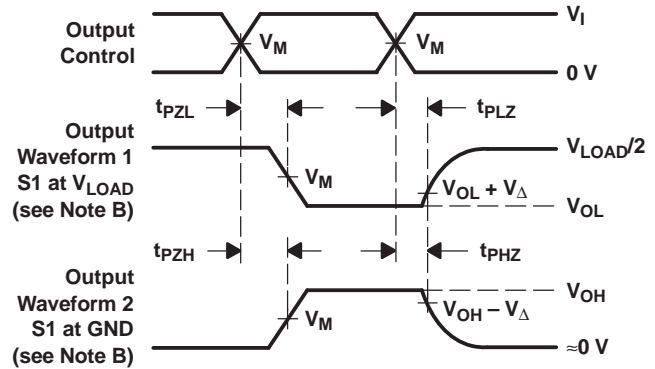 Output
Control
V_I
V_M
V_M
0 V
t_PZL
t_PLZ
Output
Waveform 1
S1 at V_LOAD
(see Note B)
V_LOAD/2
V_M
V_OL + V_Δ
V_OL
t_PZH
t_PHZ
Output
Waveform 2
S1 at GND
(see Note B)
V_OH
V_M
V_OH – V_Δ
≈0 V